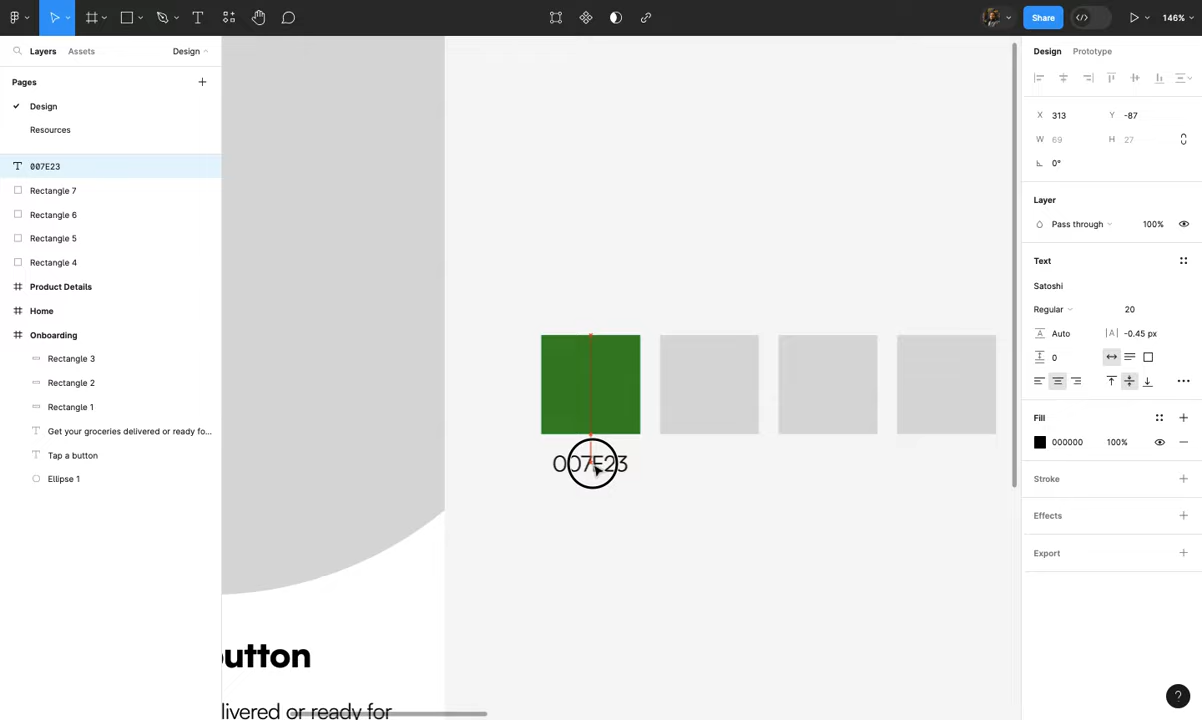 Share
146%
Layers
Assets
Design
Pages
Design
Resources
007E23
Rectangle 7
Rectangle 6
Rectangle 5
Rectangle 4
Product Details
Home
Onboarding
Rectangle 3
Rectangle 2
Rectangle 1
Get your groceries delivered or ready fo...
Tap a button
Ellipse 1
007E23
button
livered or ready for
Design
Prototype
X 313 Y -87
W 69 H 27
0°
Layer
Pass through 100%
Text
Satoshi
Regular 20
Auto |A| -0.45 px
0
Fill
000000 100%
Stroke
Effects
Export
?